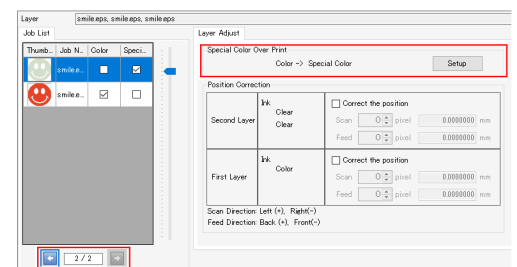 Layer smile.eps, smile.eps, smile.eps
Job List
Thumb... Job N... Color Speci...
smile.e...
smile.e...
2 / 2
Layer Adjust
Special Color Over Print
Color -> Special Color Setup
Position Correction
Second Layer
Ink
Clear
Clear
Correct the position
Scan 0 pixel 0.0000000 mm
Feed 0 pixel 0.0000000 mm
First Layer
Ink
Color
Correct the position
Scan 0 pixel 0.0000000 mm
Feed 0 pixel 0.0000000 mm
Scan Direction: Left (+), Right(-)
Feed Direction: Back (+), Front(-)